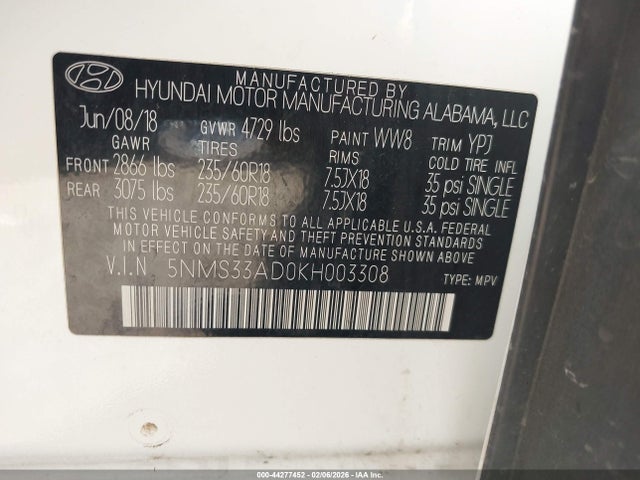 MANUFACTURED BY
HYUNDAI MOTOR MANUFACTURING ALABAMA, LLC
Jun/08/18 GVWR 4729 lbs PAINT WW8 TRIM YPJ
GAWR TIRES RIMS COLD TIRE INFL
FRONT 2866 lbs 235/60R18 7.5JX18 35 psi SINGLE
REAR 3075 lbs 235/60R18 7.5JX18 35 psi SINGLE
THIS VEHICLE CONFORMS TO ALL APPLICABLE U.S.A. FEDERAL
MOTOR VEHICLE SAFETY AND THEFT PREVENTION STANDARDS
IN EFFECT ON THE DATE OF MANUFACTURE SHOWN ABOVE.
V.I.N 5NMS33AD0KH003308 TYPE: MPV
000-44277452 - 02/06/2026 - Copart, IAA, Inc.